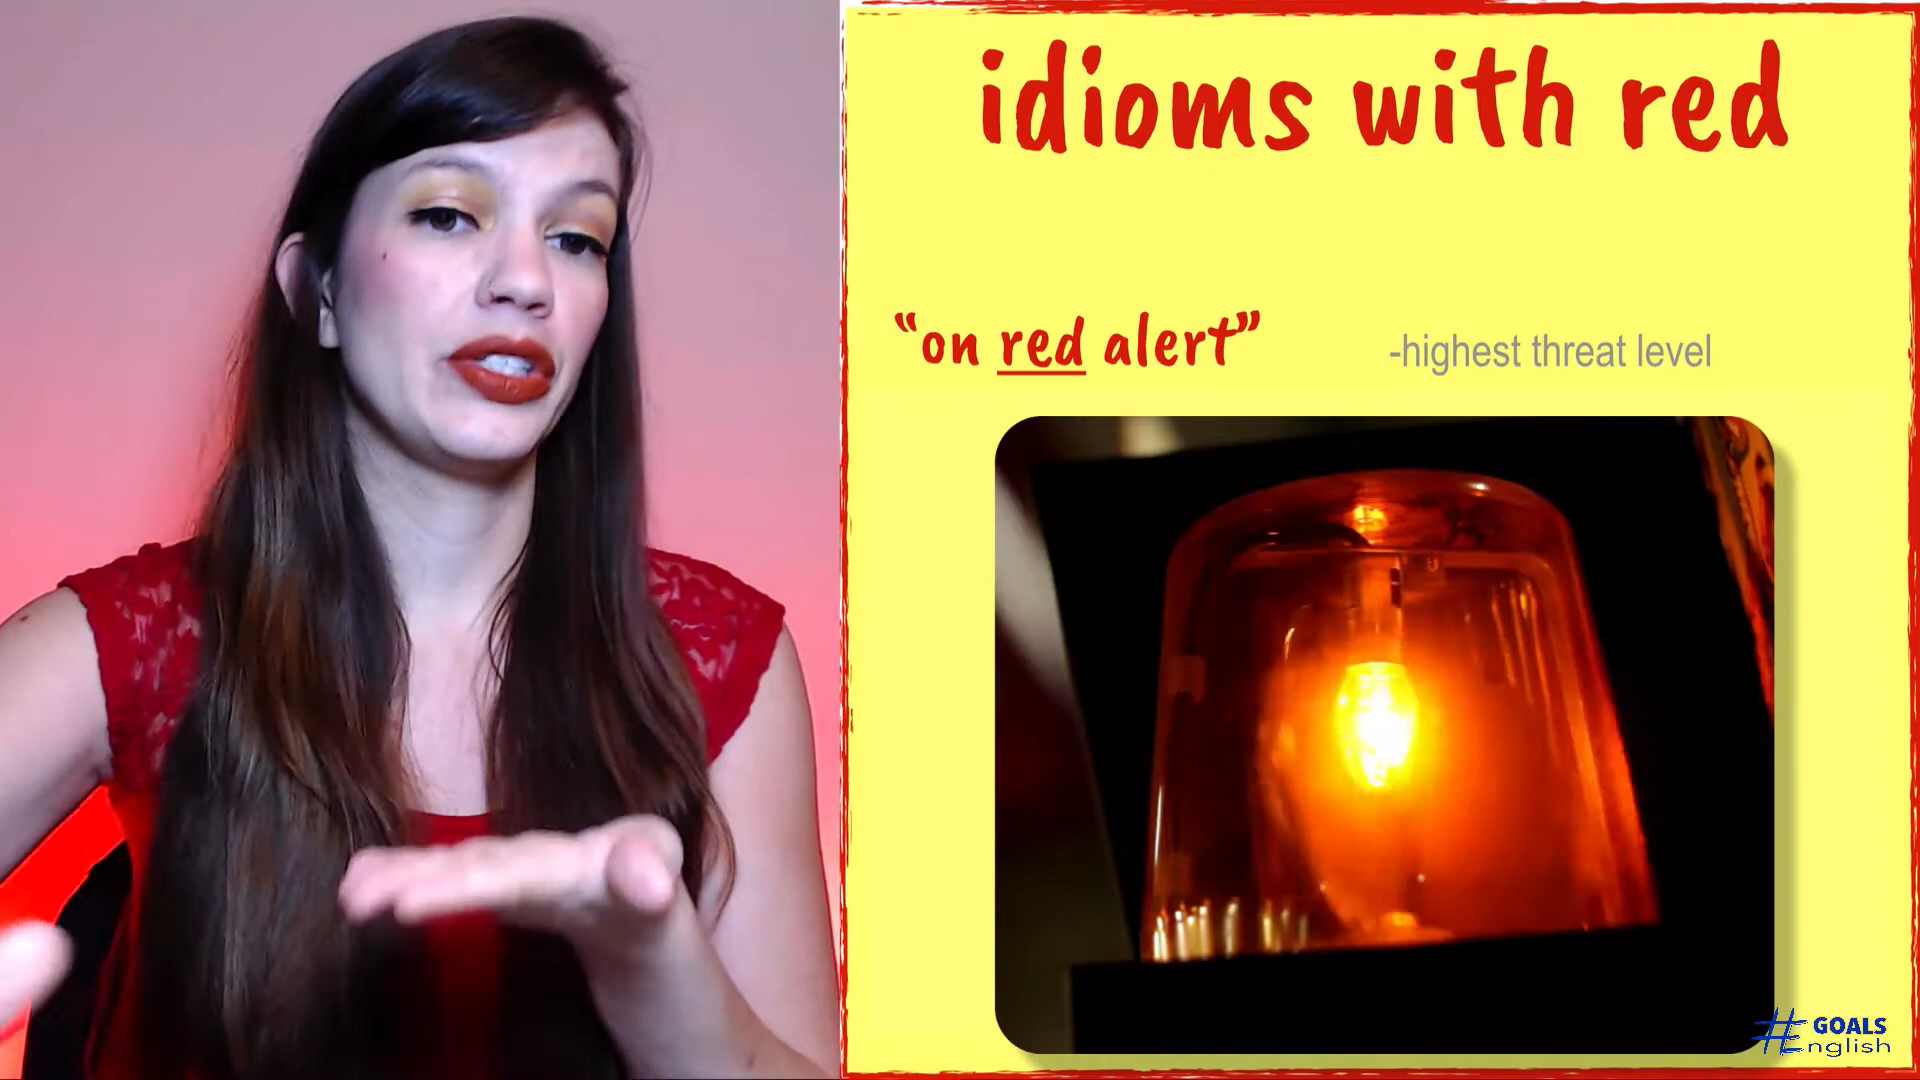 idioms with red
“on red alert”
-highest threat level
# GOALS
English